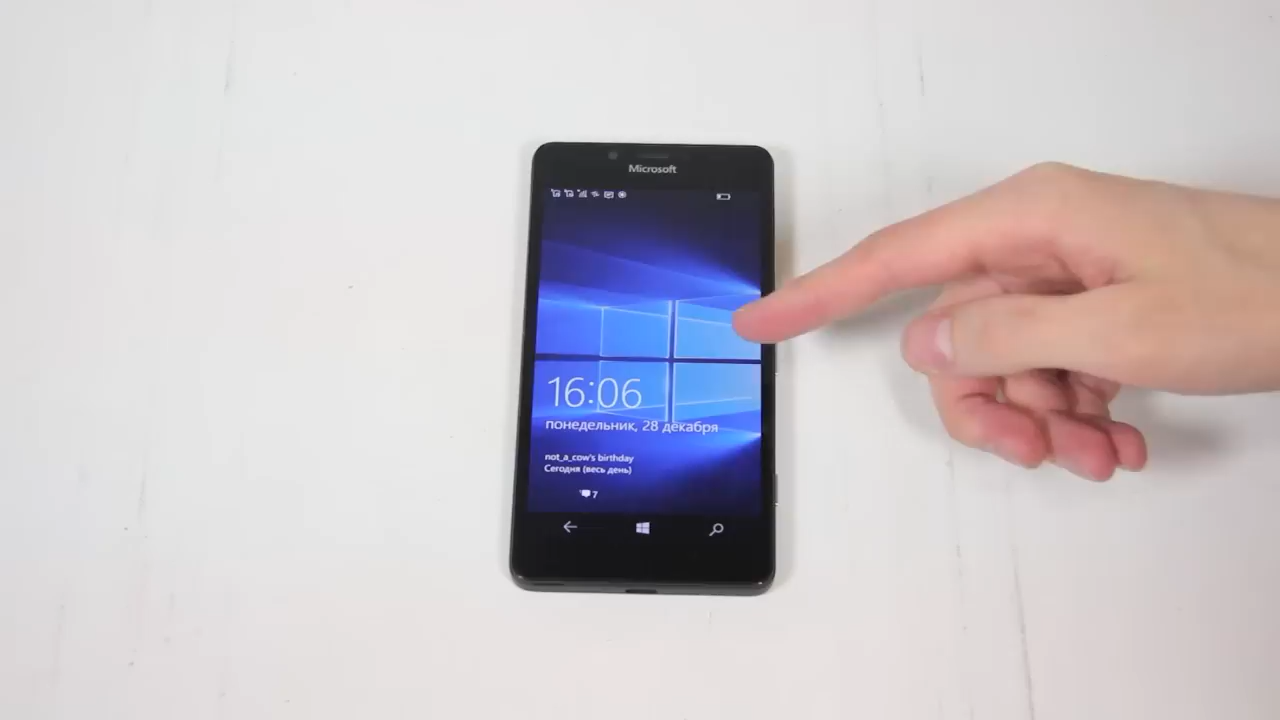 Microsoft
16:06
понедельник, 28 декабря
not_a_cow's birthday
Сегодня (весь день)
7